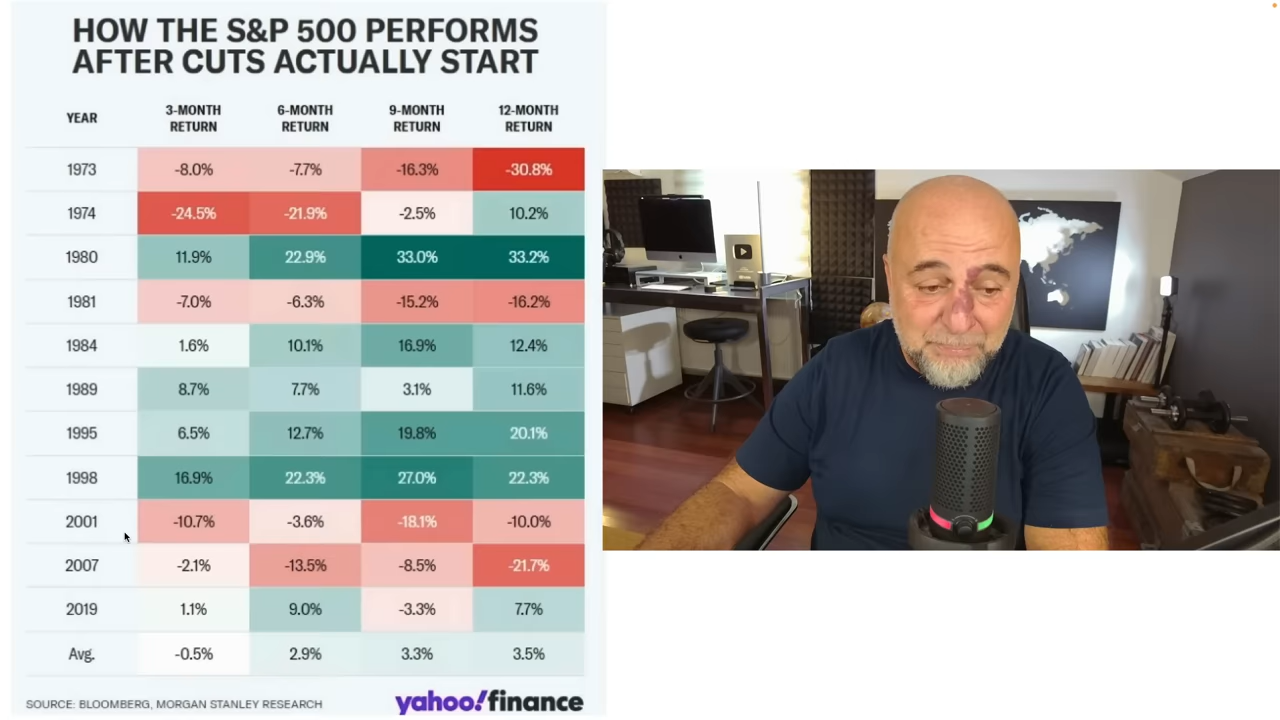 HOW THE S&P 500 PERFORMS
AFTER CUTS ACTUALLY START
YEAR 3-MONTH RETURN 6-MONTH RETURN 9-MONTH RETURN 12-MONTH RETURN
1973 -8.0% -7.7% -16.3% -30.8%
1974 -24.5% -21.9% -2.5% 10.2%
1980 11.9% 22.9% 33.0% 33.2%
1981 -7.0% -6.3% -15.2% -16.2%
1984 1.6% 10.1% 16.9% 12.4%
1989 8.7% 7.7% 3.1% 11.6%
1995 6.5% 12.7% 19.8% 20.1%
1998 16.9% 22.3% 27.0% 22.3%
2001 -10.7% -3.6% -18.1% -10.0%
2007 -2.1% -13.5% -8.5% -21.7%
2019 1.1% 9.0% -3.3% 7.7%
Avg. -0.5% 2.9% 3.3% 3.5%
SOURCE: BLOOMBERG, MORGAN STANLEY RESEARCH
yahoo!finance